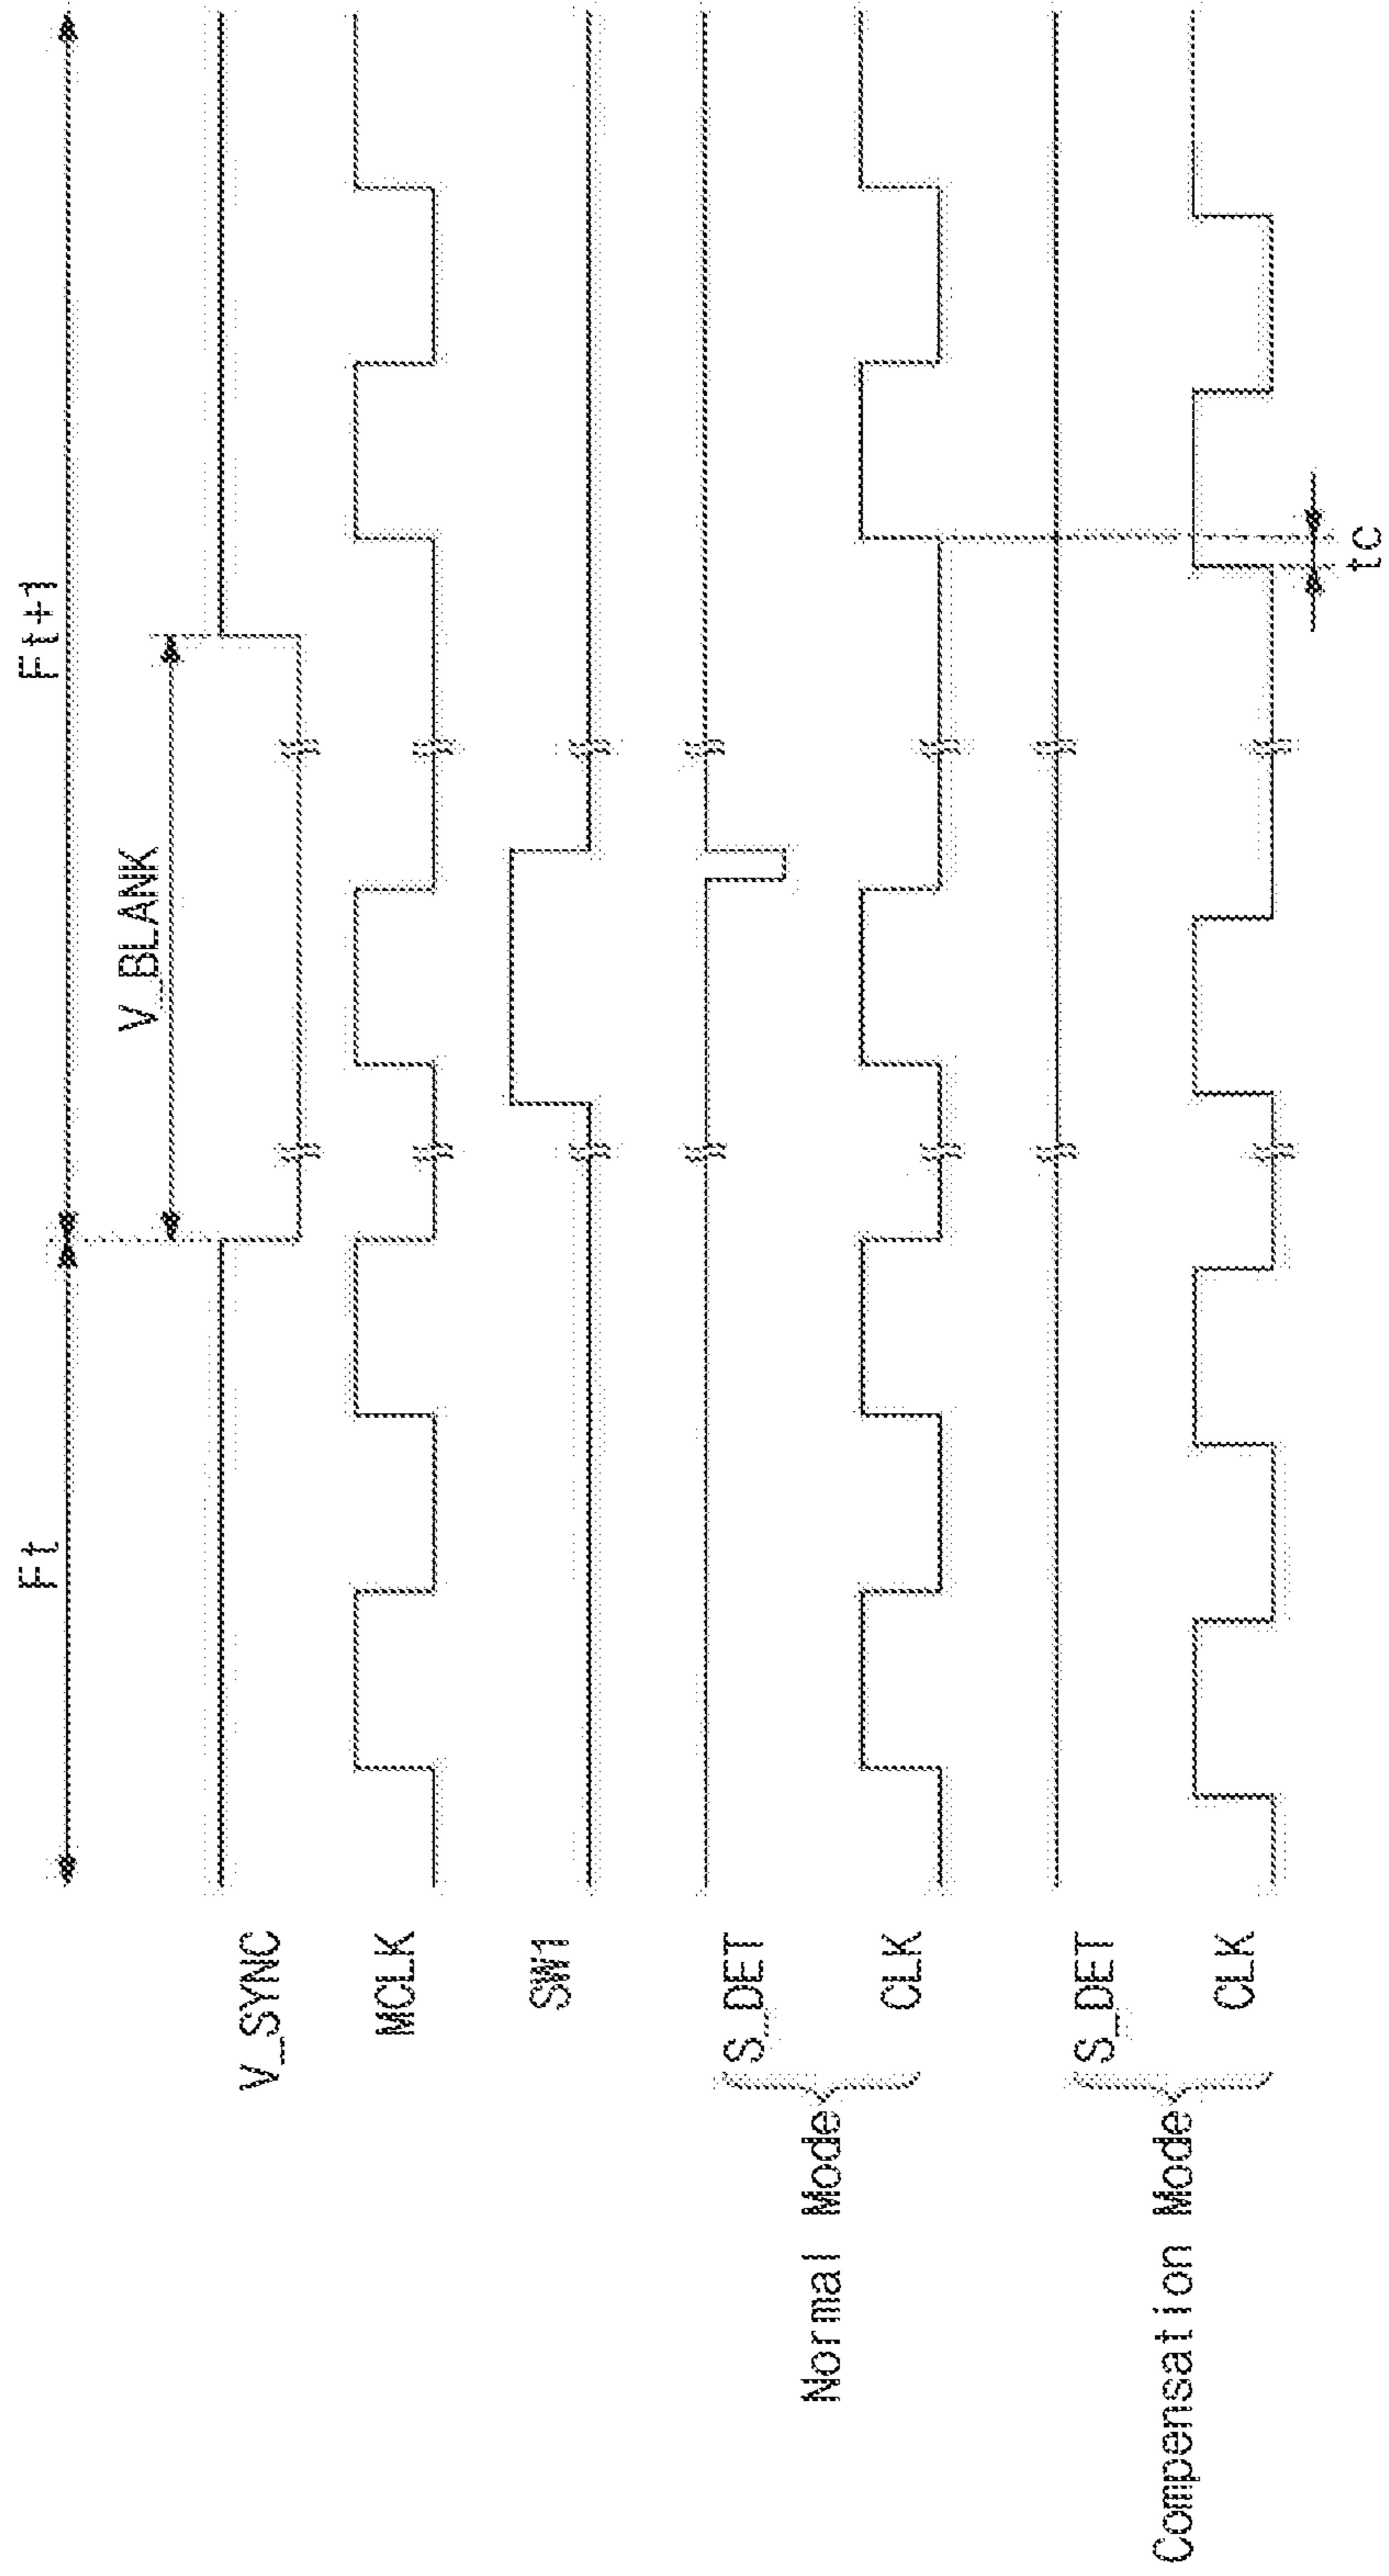 Ft
Ft+1
V_BLANK
V_SYNC
MCLK
SW1
Normal Mode
S_DET
CLK
Compensation Mode
S_DET
CLK
tc